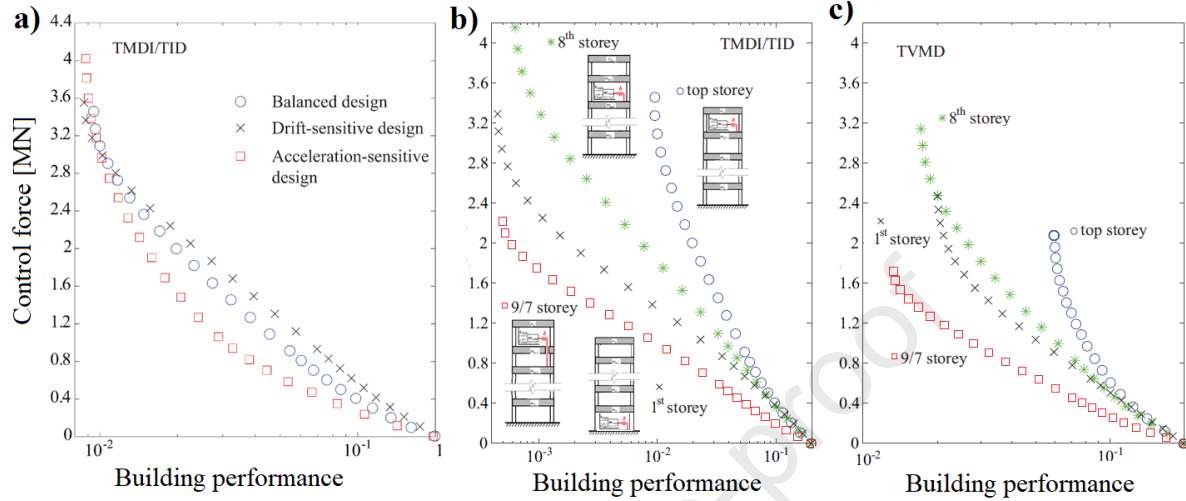 a)
4.4
4
3.6
3.2
2.8
2.4
2
1.6
1.2
0.8
0.4
0
Control force [MN]
TMDI/TID
Balanced design
Drift-sensitive design
Acceleration-sensitive
design
10-2
10-1
1
Building performance
b)
4
3.6
3.2
2.8
2.4
2
1.6
1.2
0.8
0.4
0
TMDI/TID
8th storey
top storey
9/7 storey
1st storey
10-3
10-2
10-1
Building performance
c)
4
3.6
3.2
2.8
2.4
2
1.6
1.2
0.8
0.4
0
TVMD
8th storey
1st storey
top storey
9/7 storey
10-2
10-1
Building performance
-proof